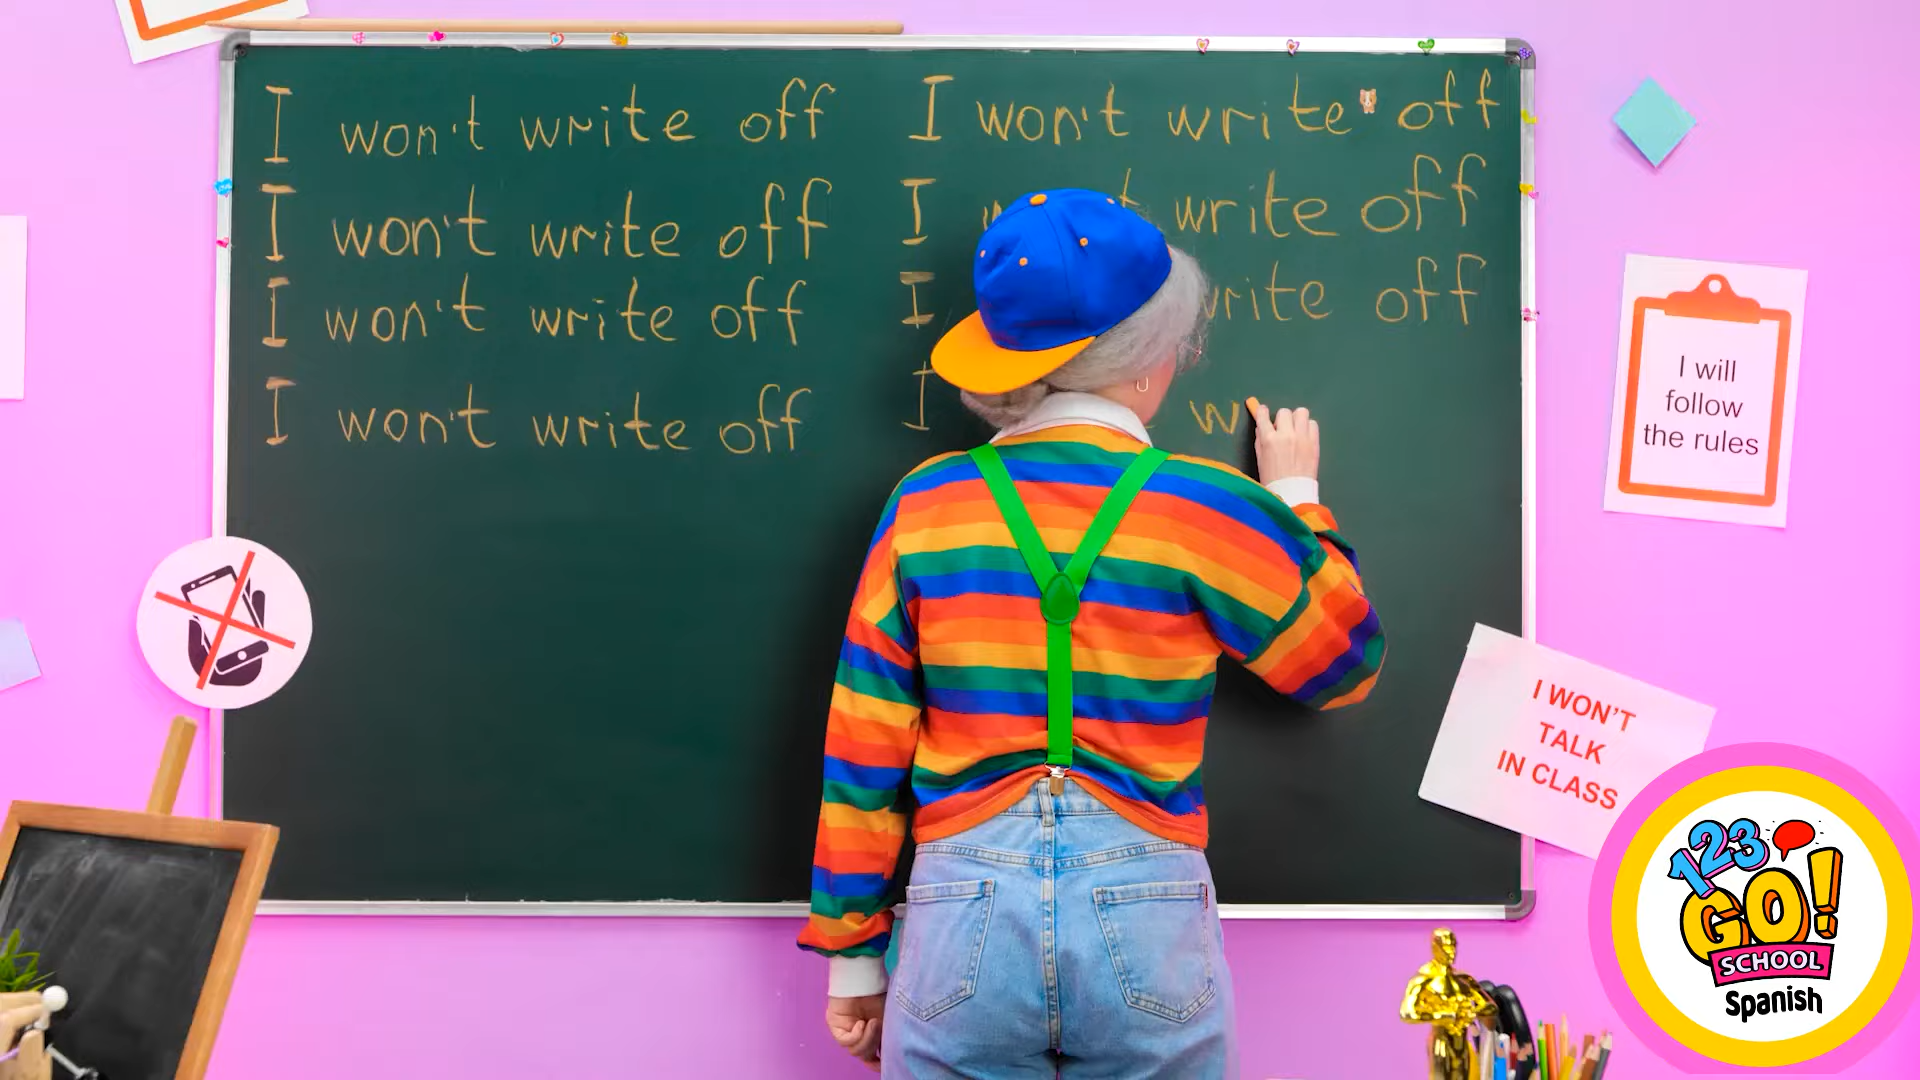 I won't write off
I won't write off
I won't write off
I won't write off
I won't write off
I write off
I write off
I w
I will
follow
the rules
I WON'T
TALK
IN CLASS
123
GO!
SCHOOL
Spanish